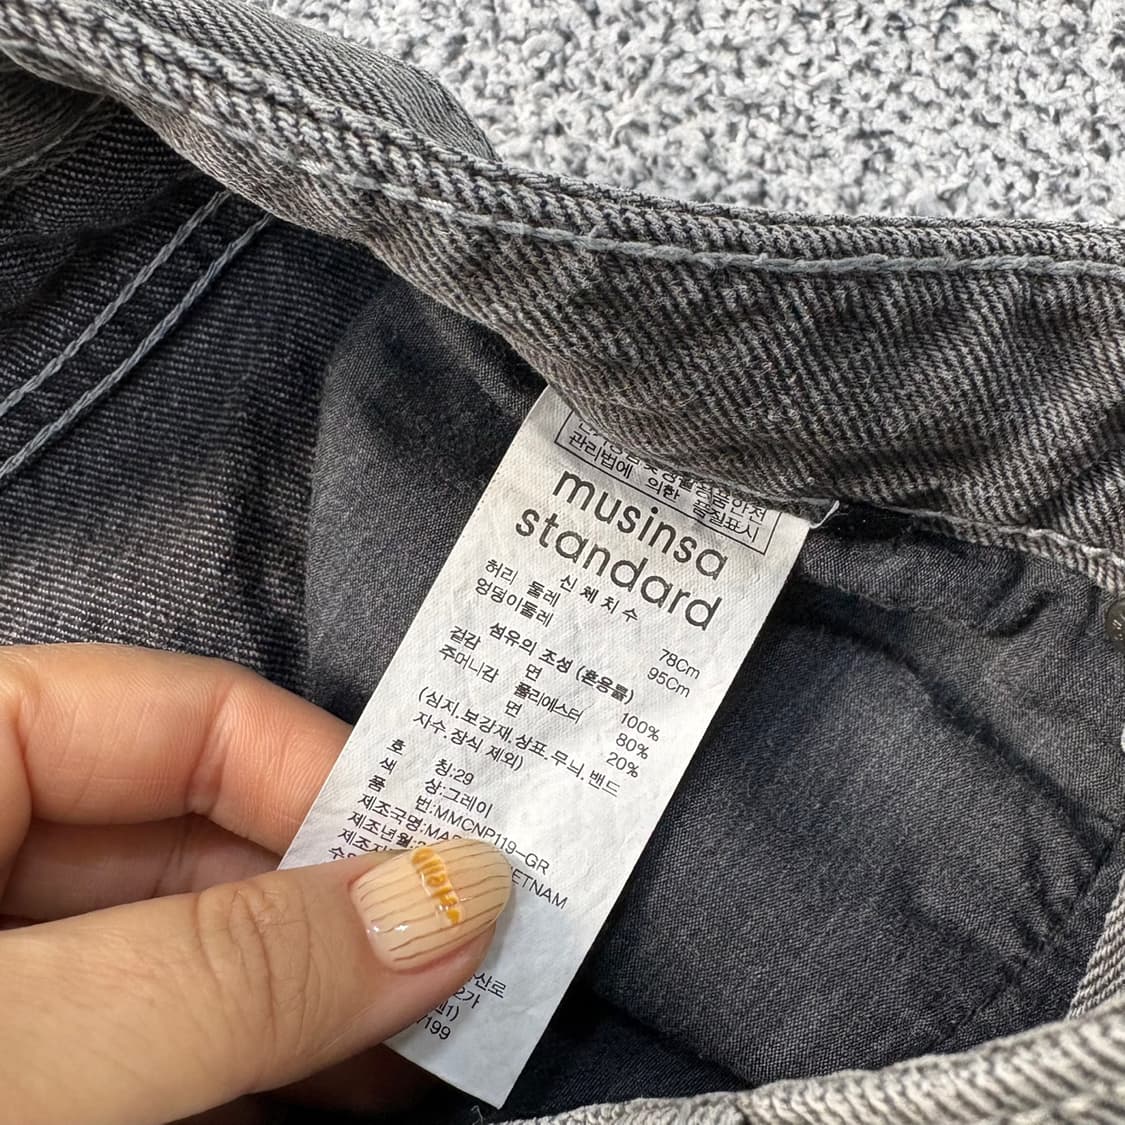 관리법에 의한 품질표시
musinsa
standard
신 체 치 수
허리 둘레 78Cm
엉덩이둘레 95Cm
섬유의 조성 (혼용률)
겉감 면 100%
주머니감 폴리에스터 80%
면 20%
(심지.보강재.상표.무늬.밴드
자수.장식 제외)
호 칭:29
색 상:그레이
품 번:MMCNP119-GR
제조국명:MA
제조년월:2